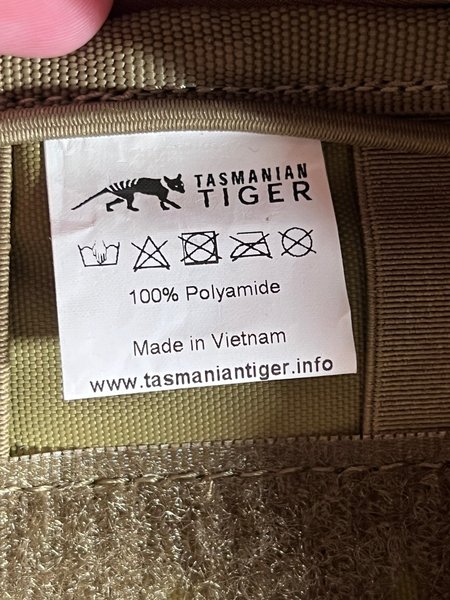 TASMANIAN
TIGER
100% Polyamide
Made in Vietnam
www.tasmaniantiger.info